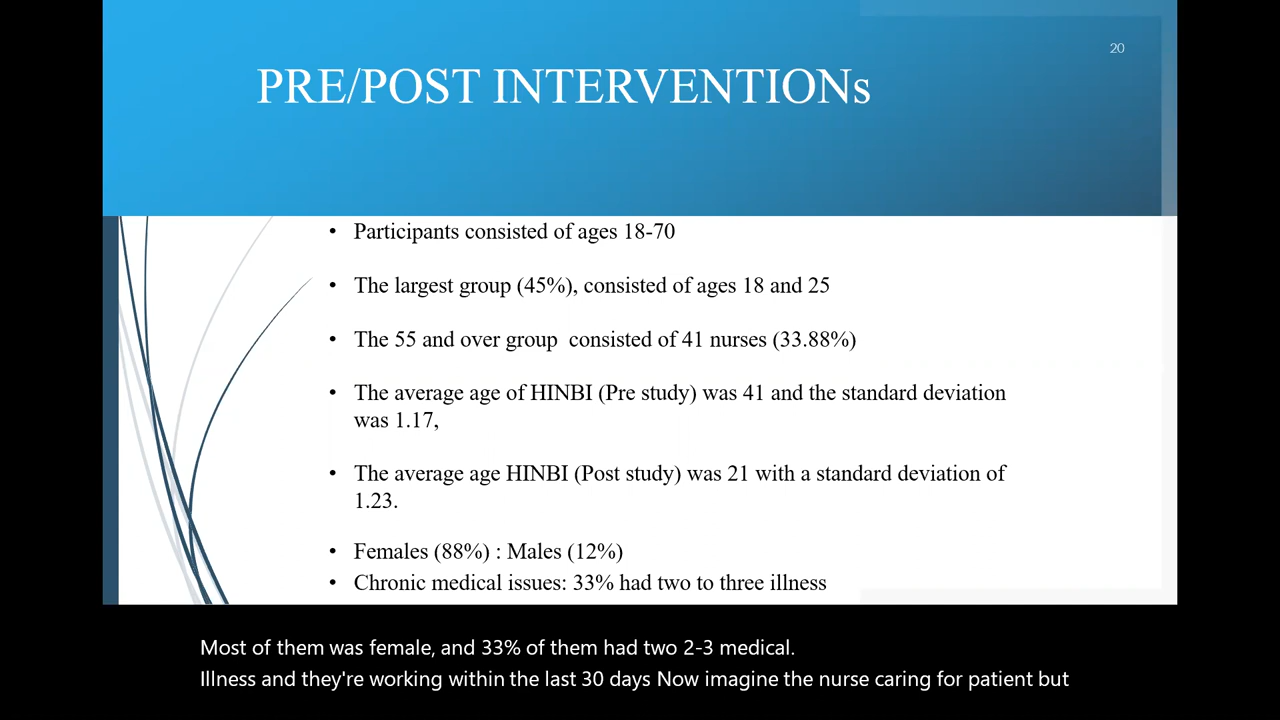 20
PRE/POST INTERVENTIONs
• Participants consisted of ages 18-70
• The largest group (45%), consisted of ages 18 and 25
• The 55 and over group  consisted of 41 nurses (33.88%)
• The average age of HINBI (Pre study) was 41 and the standard deviation
was 1.17,
• The average age HINBI (Post study) was 21 with a standard deviation of
1.23.
• Females (88%) : Males (12%)
• Chronic medical issues: 33% had two to three illness
Most of them was female, and 33% of them had two 2-3 medical.
Illness and they're working within the last 30 days Now imagine the nurse caring for patient but